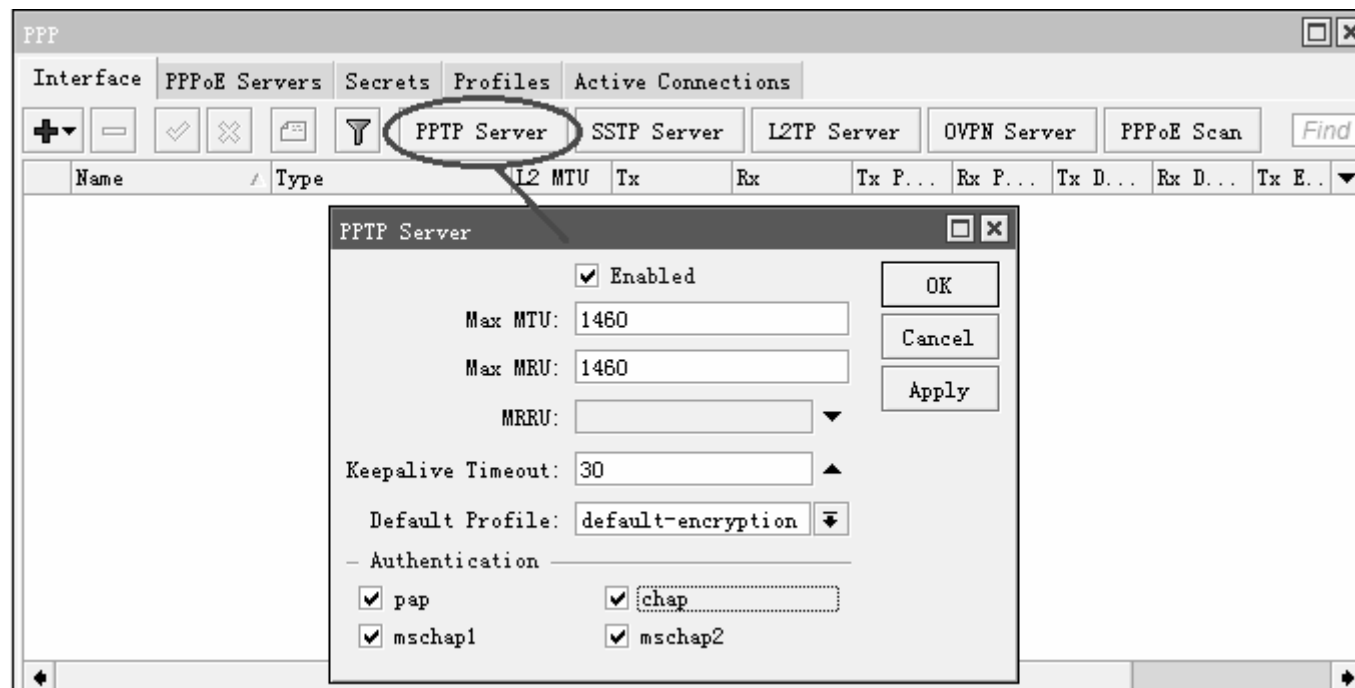 PPP
Interface PPPoE Servers Secrets Profiles Active Connections
PPTP Server SSTP Server L2TP Server OVPN Server PPPoE Scan Find
Name Type L2 MTU Tx Rx Tx P... Rx P... Tx D... Rx D... Tx E..
PPTP Server
Enabled
OK
Max MTU: 1460
Cancel
Max MRU: 1460
Apply
MRRU:
Keepalive Timeout: 30
Default Profile: default-encryption
Authentication
pap chap
mschap1 mschap2